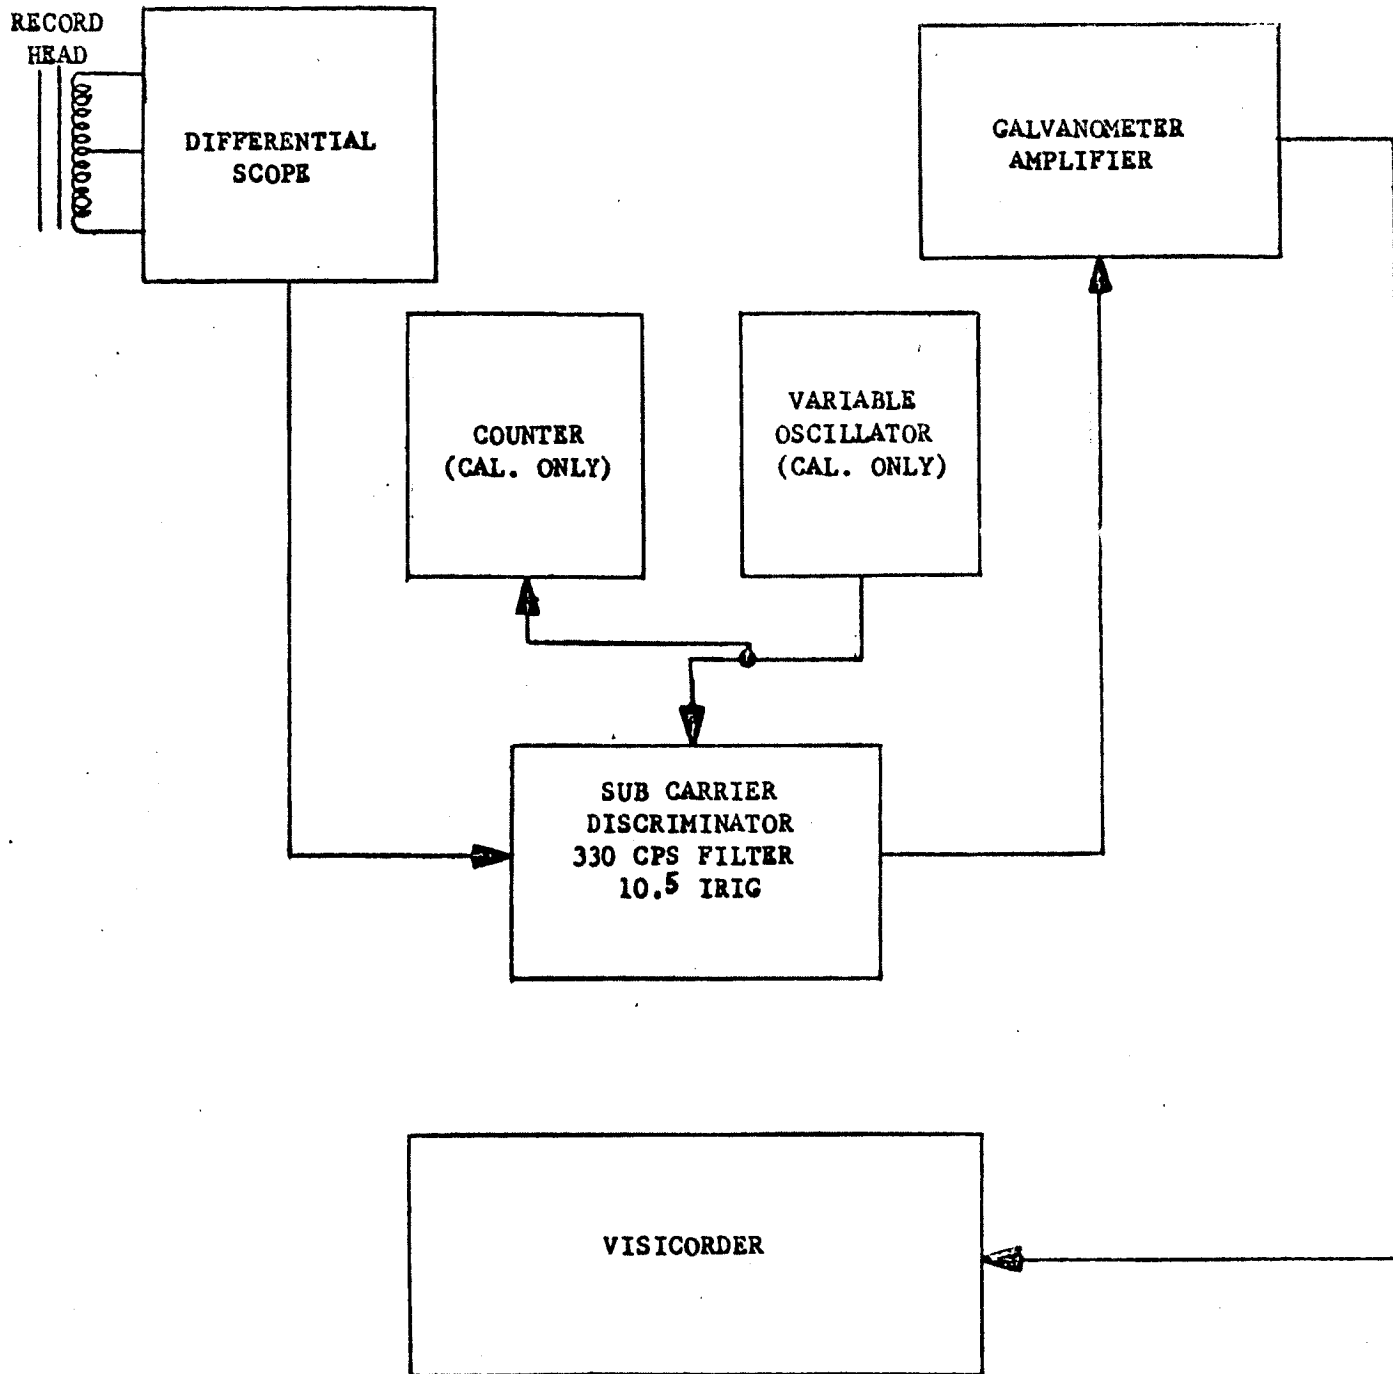 RECORD
HEAD
DIFFERENTIAL
SCOPE
GALVANOMETER
AMPLIFIER
COUNTER
(CAL. ONLY)
VARIABLE
OSCILLATOR
(CAL. ONLY)
SUB CARRIER
DISCRIMINATOR
330 CPS FILTER
10.5 IRIG
VISICORDER